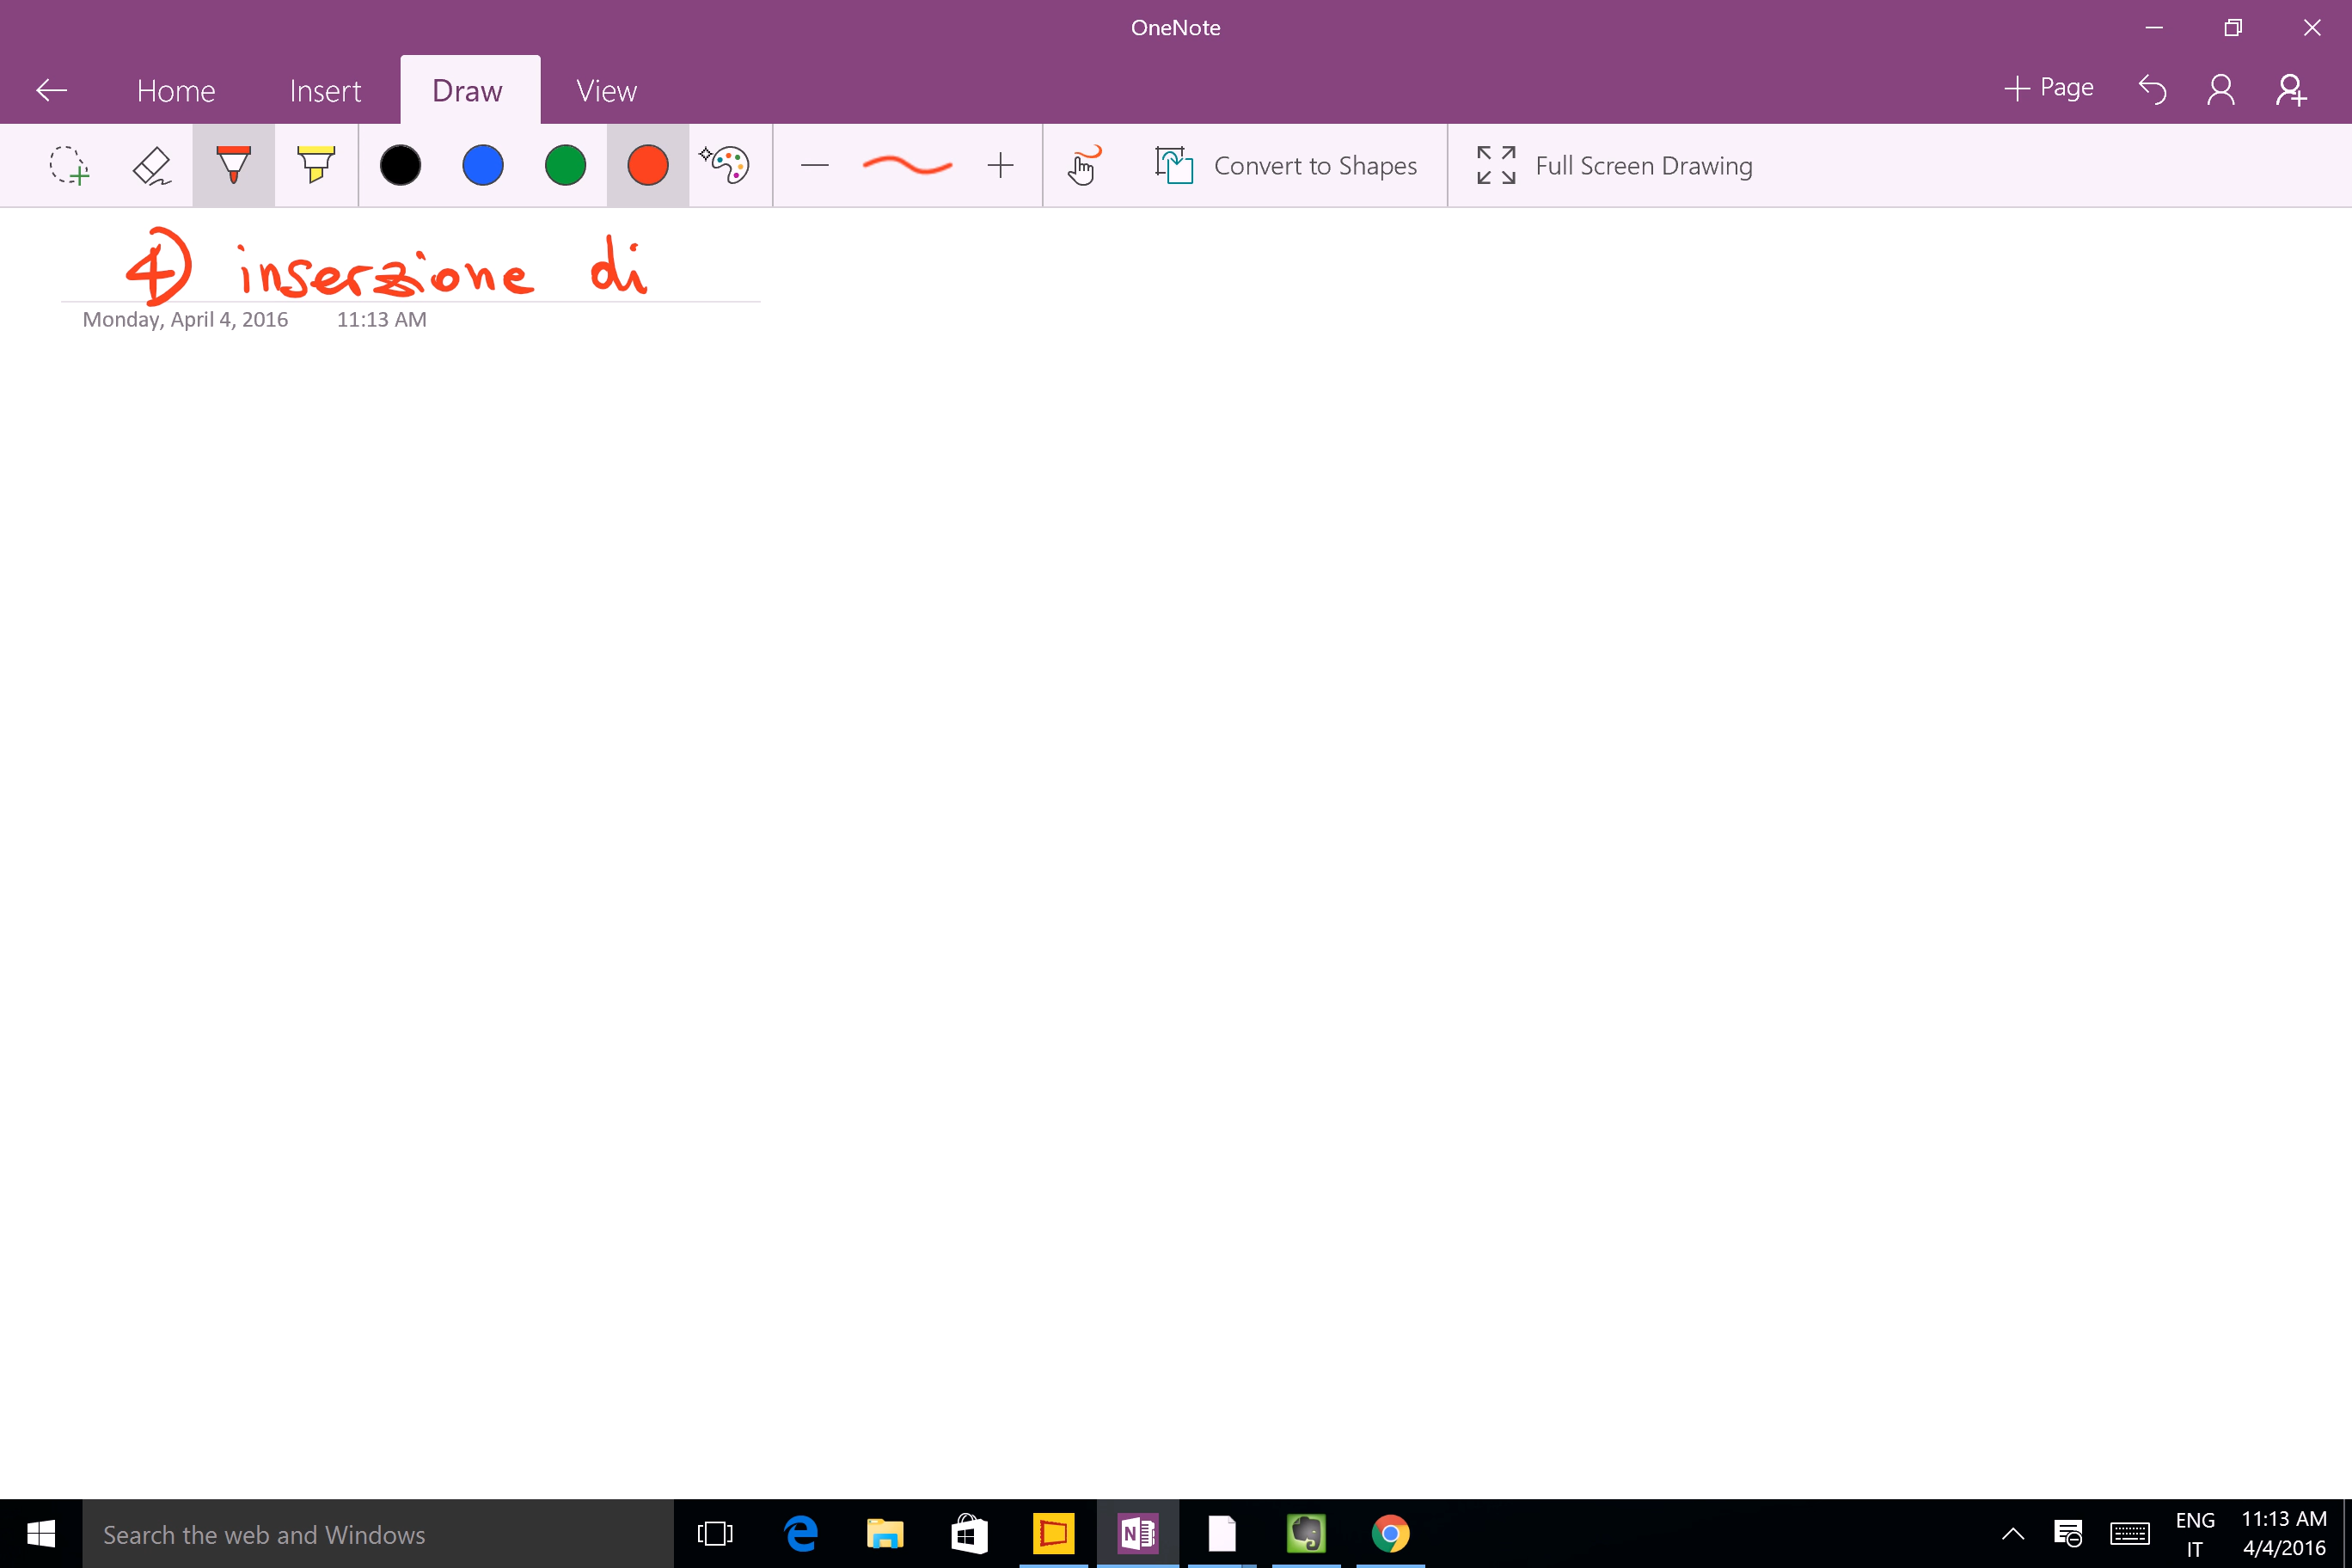 OneNote
Home Insert Draw View + Page
Convert to Shapes Full Screen Drawing
4) inserzione di
Monday, April 4, 2016 11:13 AM
Search the web and Windows
N
ENG 11:13 AM
IT 4/4/2016